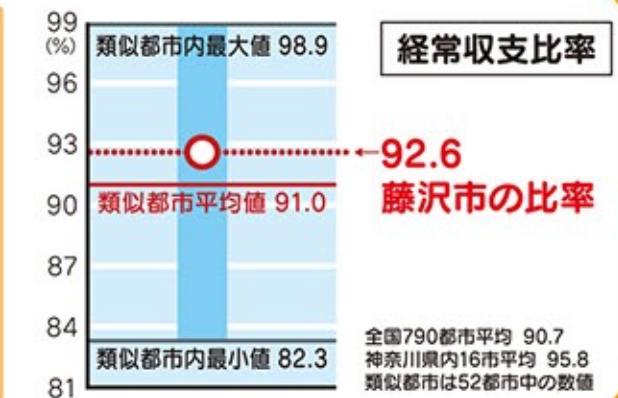 経常収支比率
99
(%)
96
93
90
87
84
81
類似都市内最大値 98.9
類似都市平均値 91.0
類似都市内最小値 82.3
←92.6
藤沢市の比率
全国790都市平均 90.7
神奈川県内16市平均 95.8
類似都市は52都市中の数値